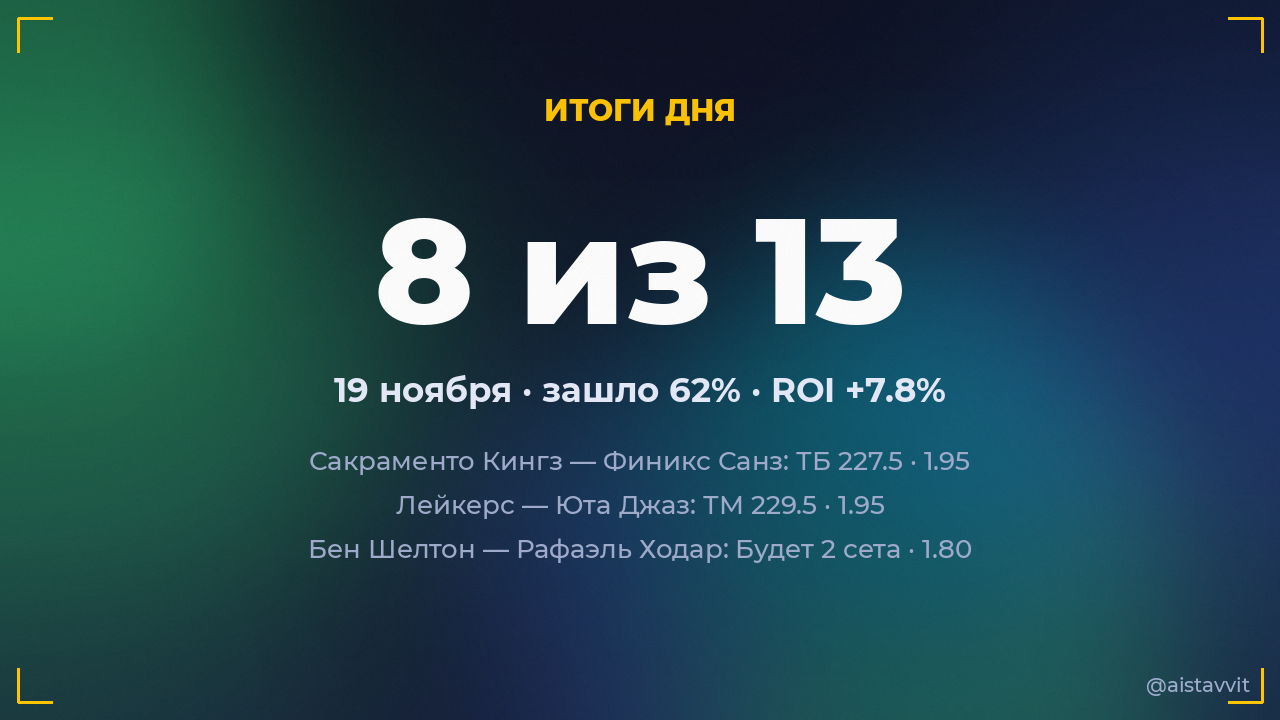 ИТОГИ ДНЯ
8 из 13
19 ноября · зашло 62% · ROI +7.8%
Сакраменто Кингз — Финикс Санз: ТБ 227.5 · 1.95
Лейкерс — Юта Джаз: ТМ 229.5 · 1.95
Бен Шелтон — Рафаэль Ходар: Будет 2 сета · 1.80
@aistavvit